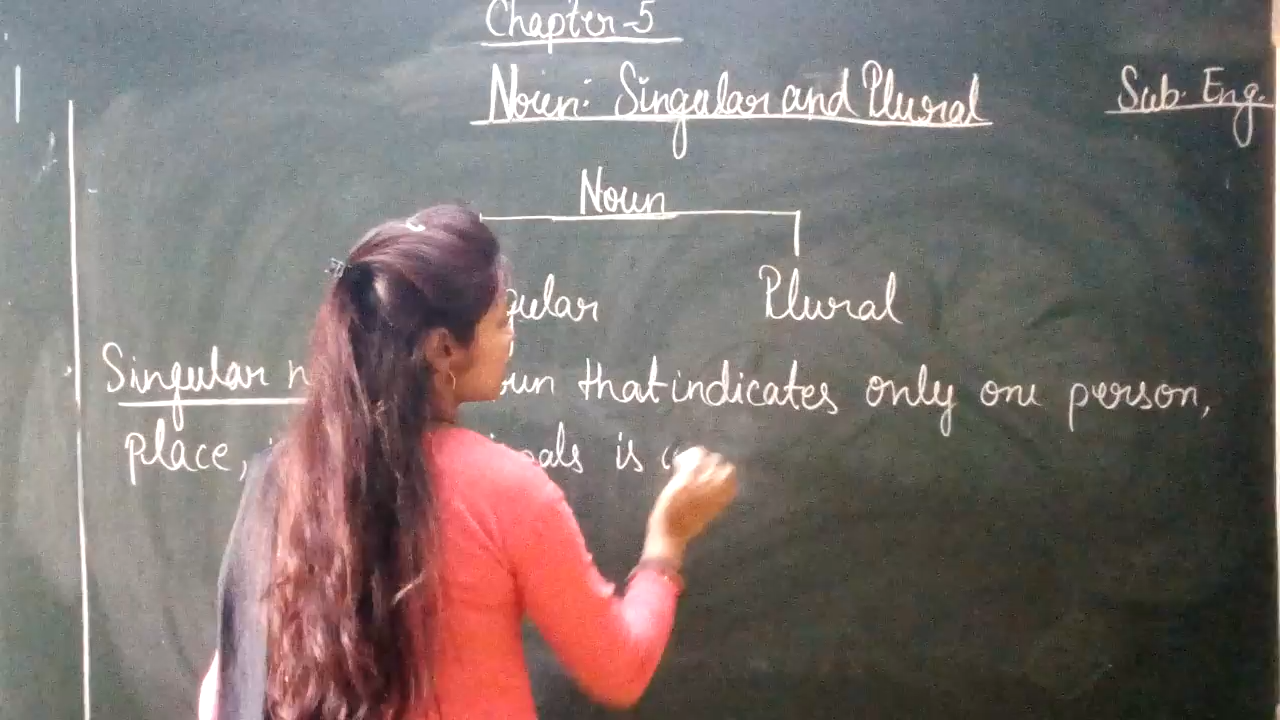 Chapter-5
Noun: Singular and Plural
Sub. Eng.
Noun
gular
Plural
Singular n oun that indicates only one person,
place, i als is